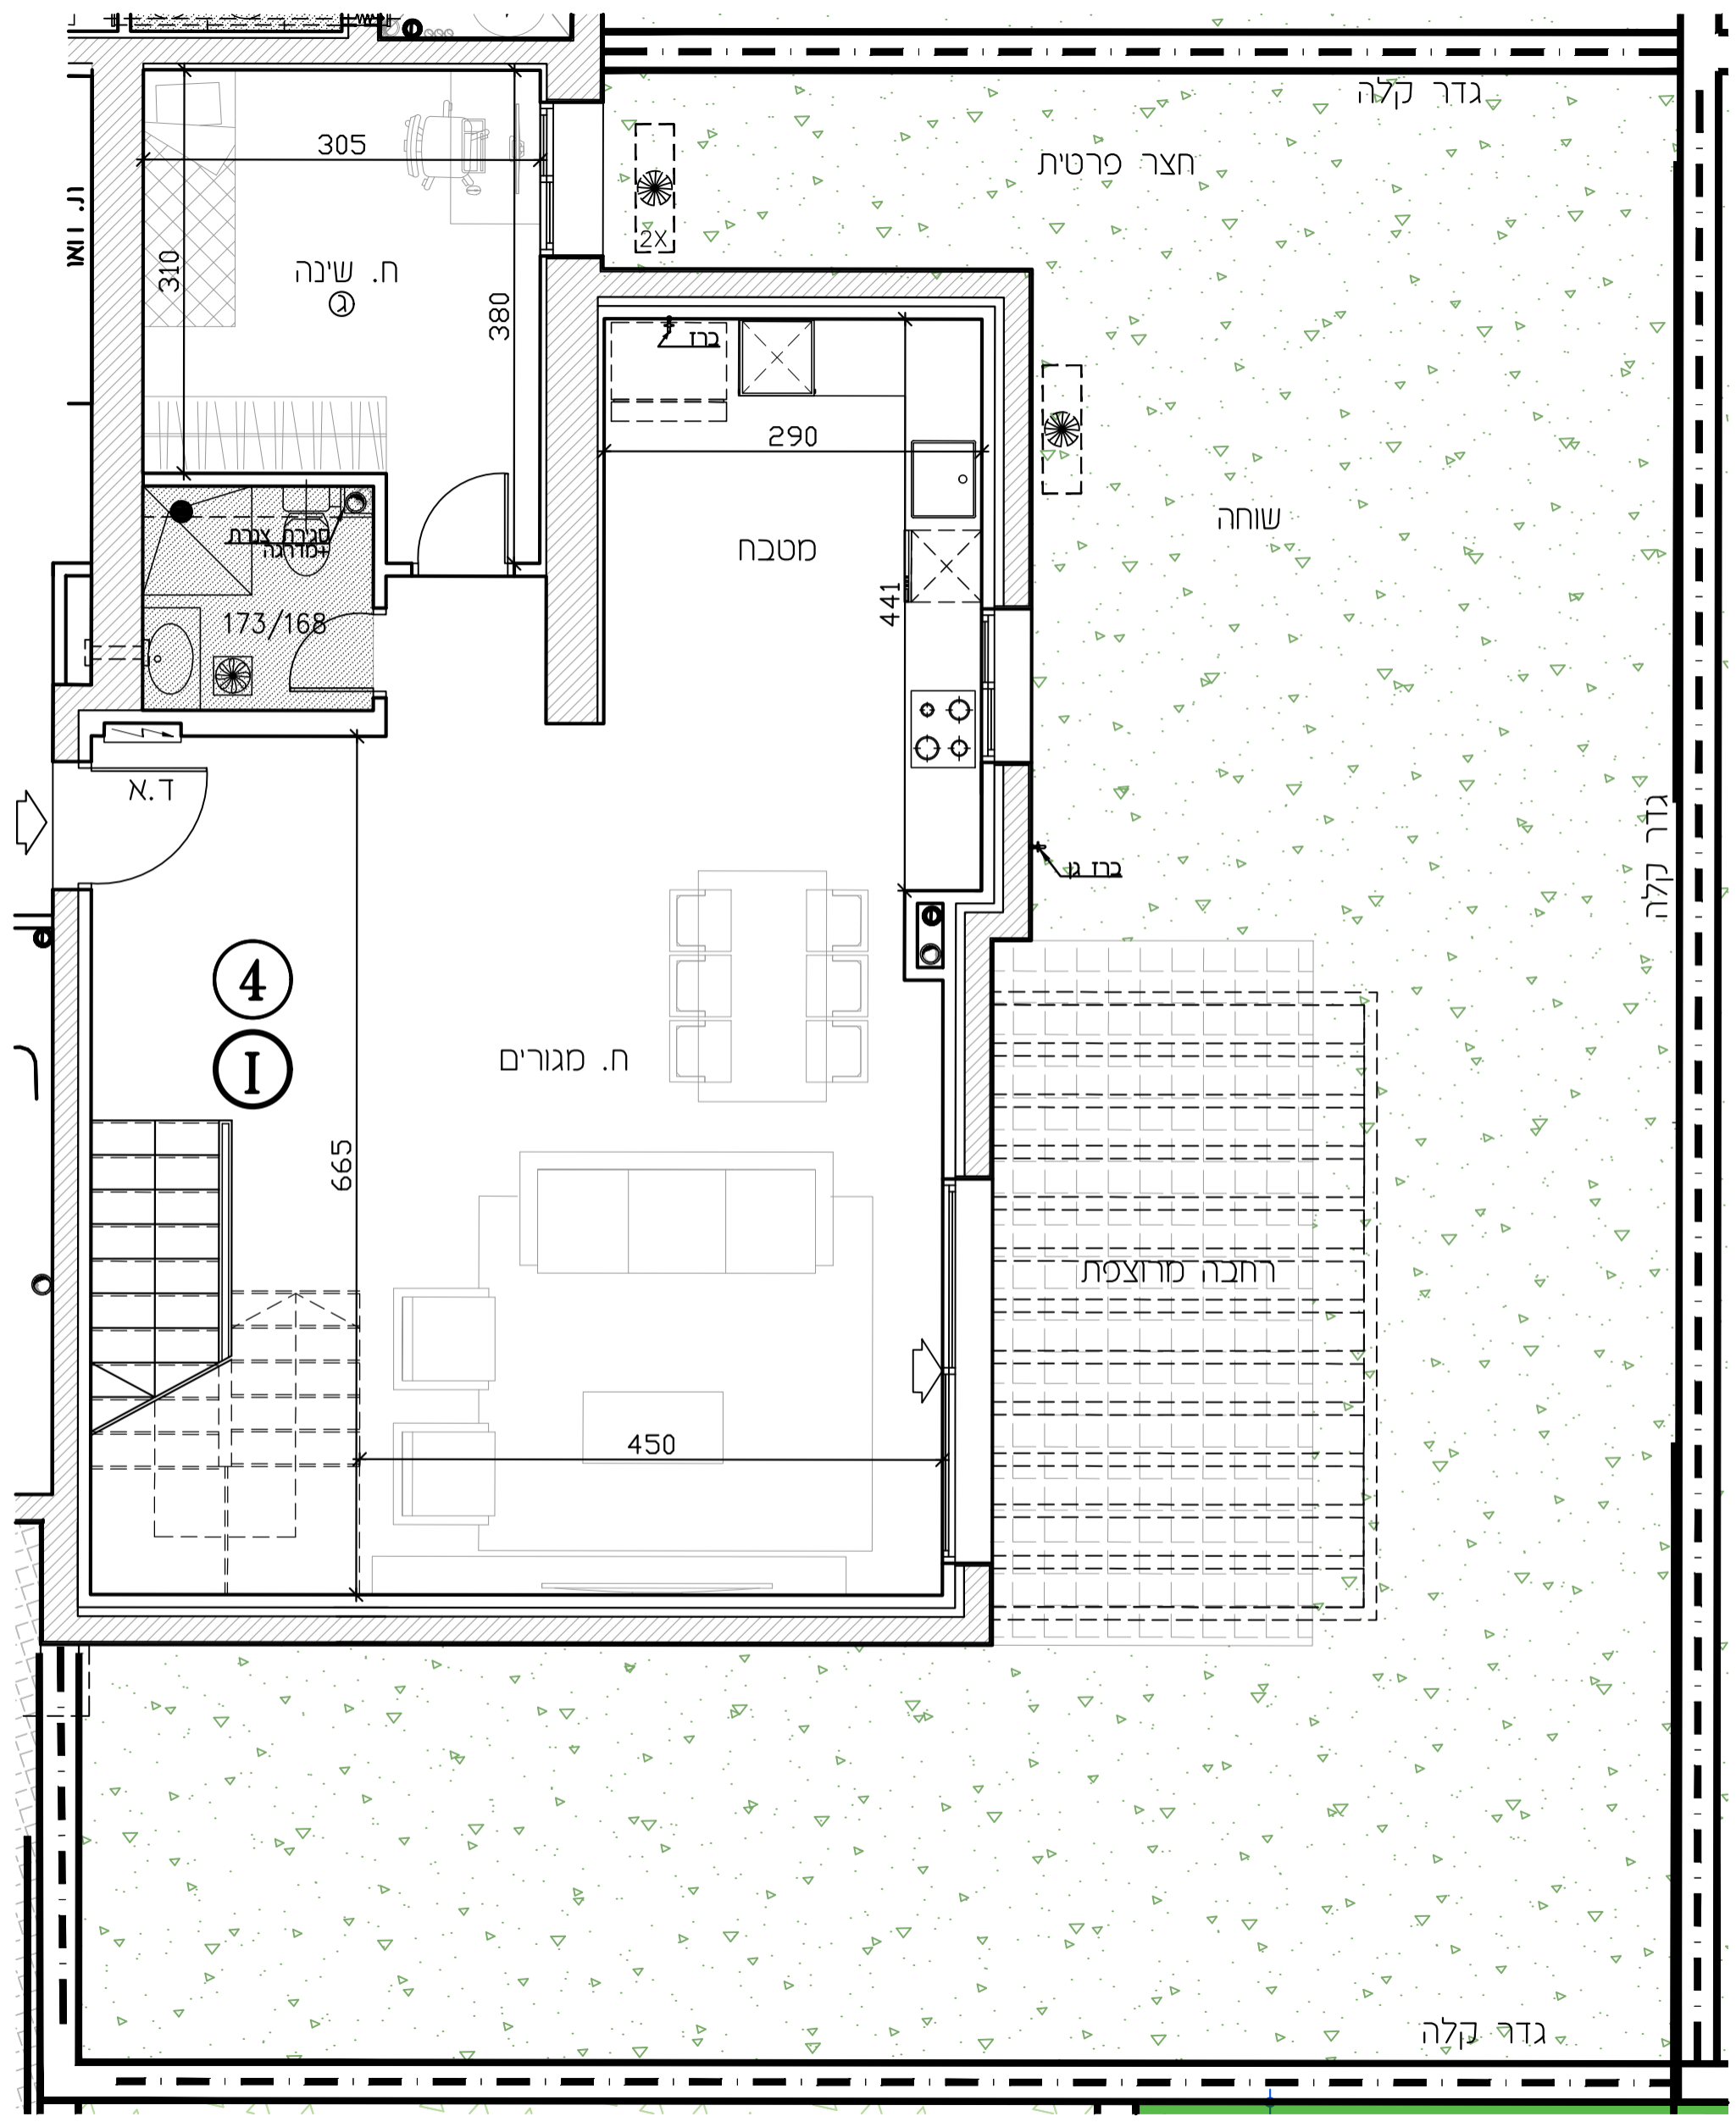 גדר קלה
חצר פרטית
305
2X
310
ח. שינה
ג
380
ברז
290
שוחה
מטבח
סגירת צנרת
+מדרגה
441
173/168
ד.א
גדר קלה
ברז גן
4
I
ח. מגורים
665
רחבה מרוצפת
450
גדר קלה